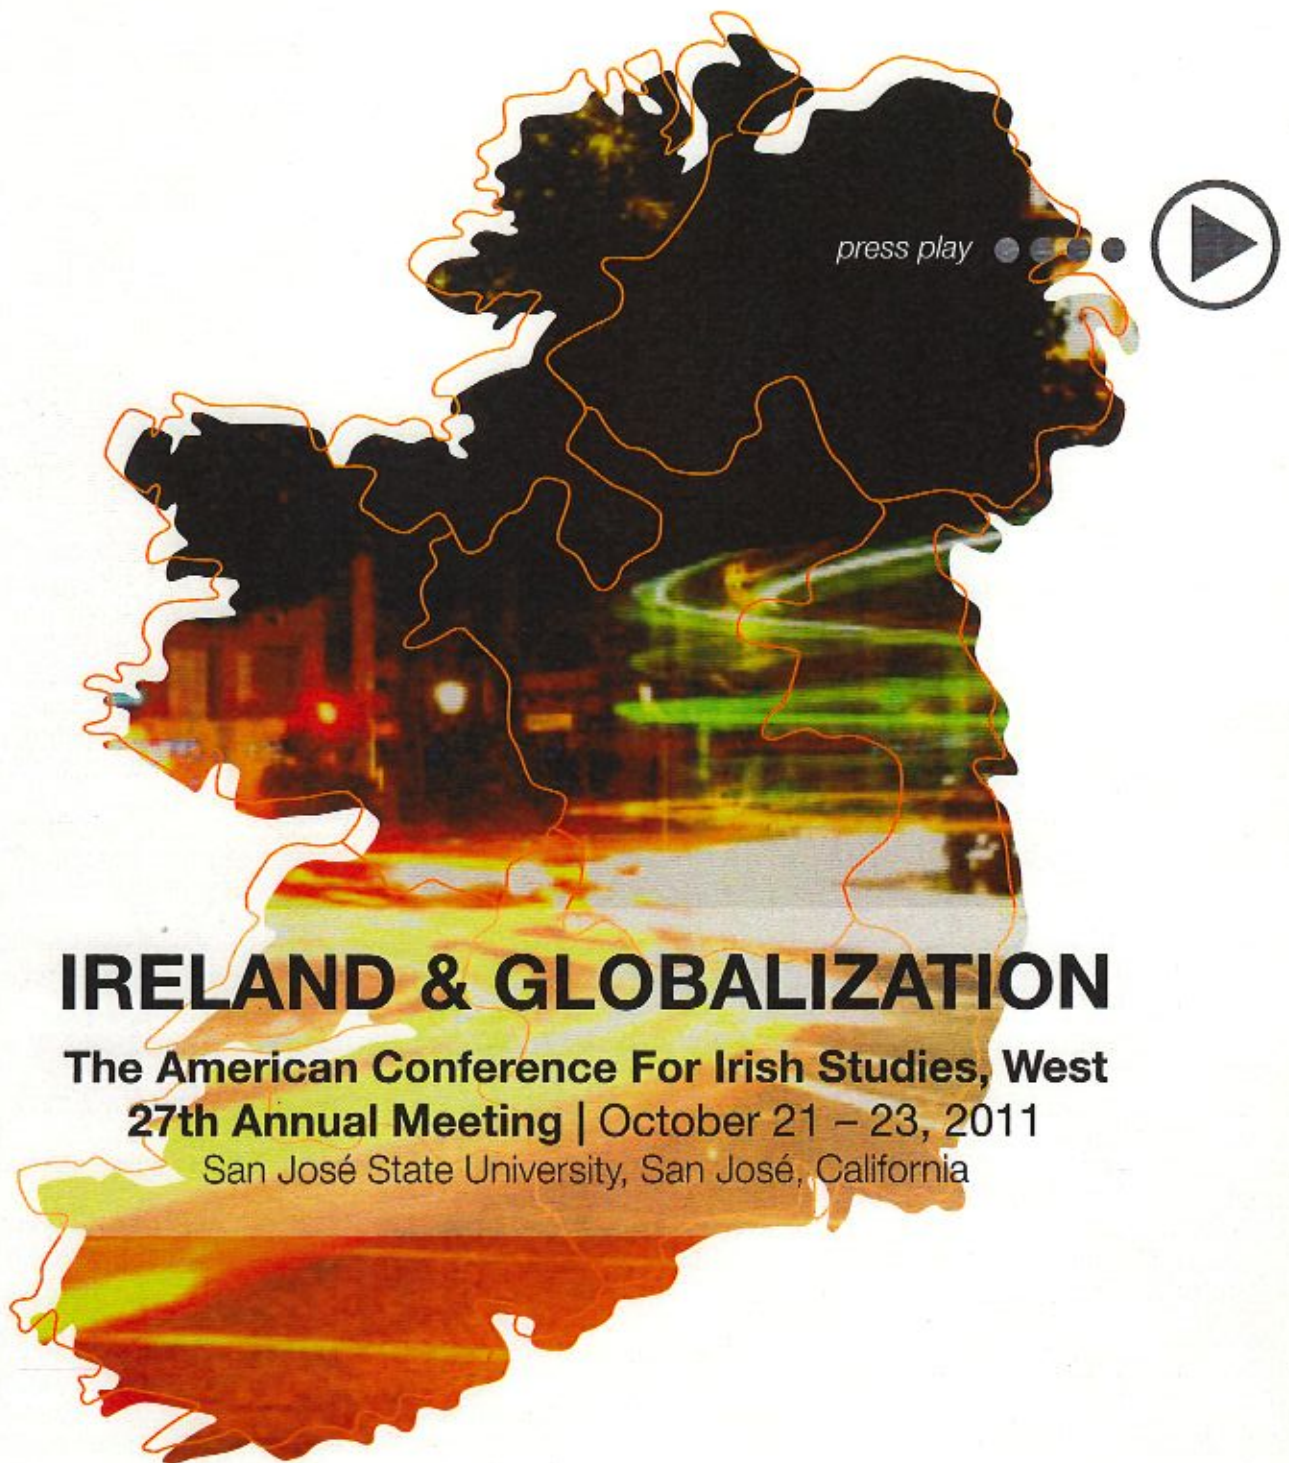 press play
IRELAND & GLOBALIZATION
The American Conference For Irish Studies, West
27th Annual Meeting | October 21 – 23, 2011
San José State University, San José, California